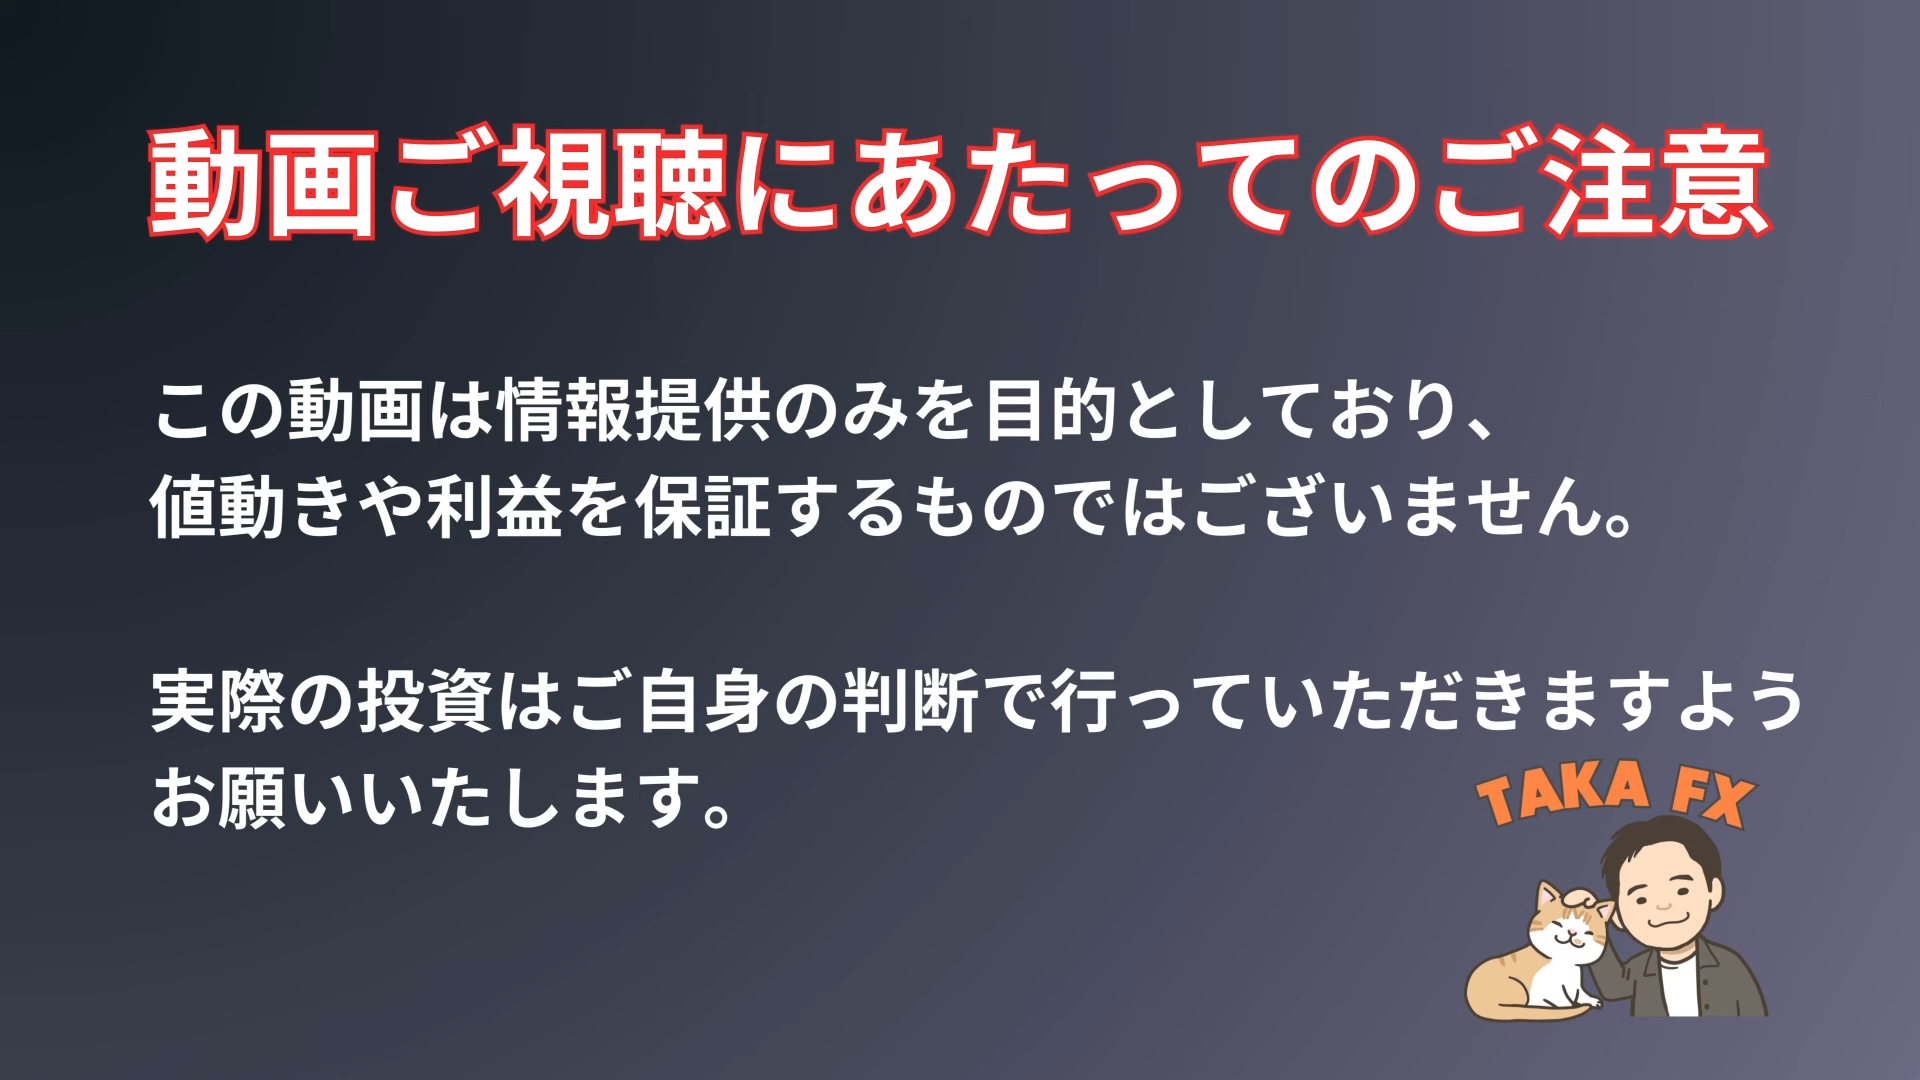 動画ご視聴にあたってのご注意
この動画は情報提供のみを目的としており、
値動きや利益を保証するものではございません。
実際の投資はご自身の判断で行っていただきますよう
お願いいたします。
TAKA FX